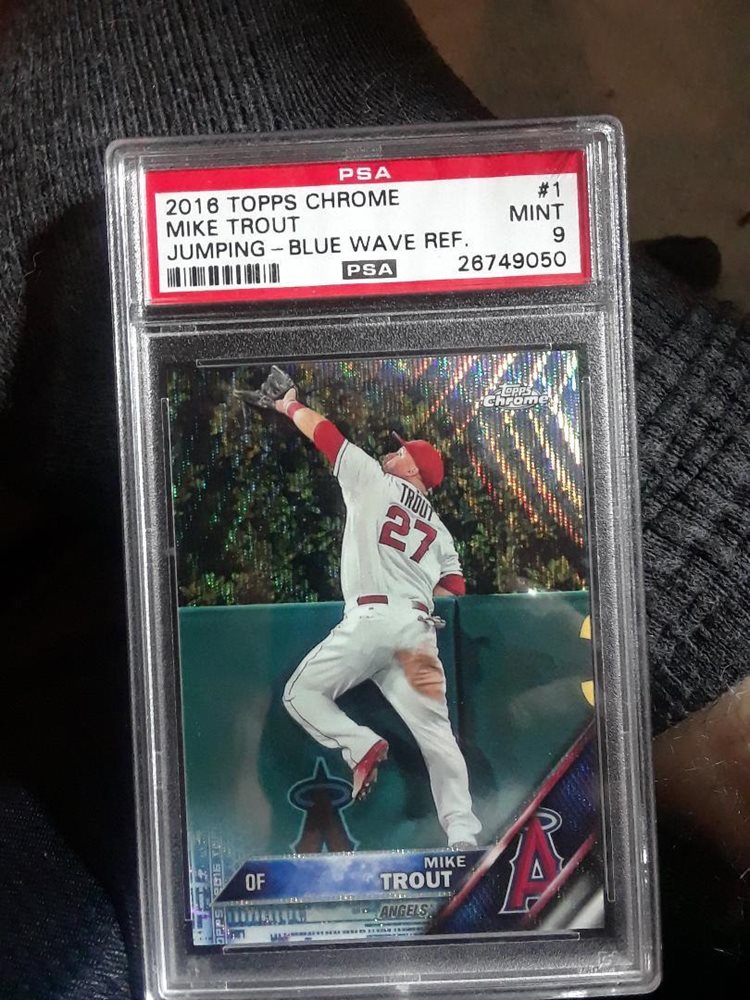 PSA
2016 TOPPS CHROME #1
MIKE TROUT MINT
JUMPING - BLUE WAVE REF. 9
PSA 26749050
Topps
Chrome
TROUT
27
MIKE
OF TROUT
A
ANGELS